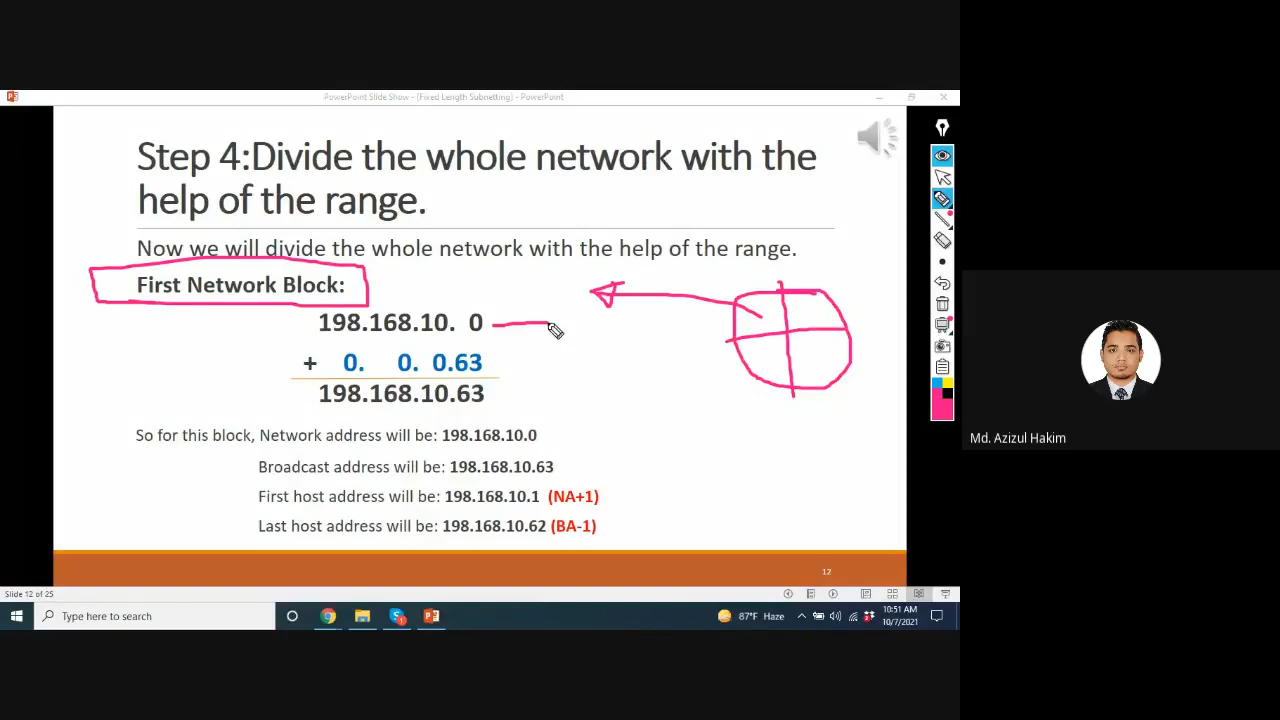 PowerPoint Slide Show - [Fixed Length Subnetting] - PowerPoint
Step 4:Divide the whole network with the
help of the range.
Now we will divide the whole network with the help of the range.
First Network Block:
198.168.10. 0
+ 0. 0. 0.63
198.168.10.63
So for this block, Network address will be: 198.168.10.0
Broadcast address will be: 198.168.10.63
First host address will be: 198.168.10.1 (NA+1)
Last host address will be: 198.168.10.62 (BA-1)
12
Slide 12 of 25
Type here to search
87°F Haze
10:51 AM
10/7/2021
Md. Azizul Hakim